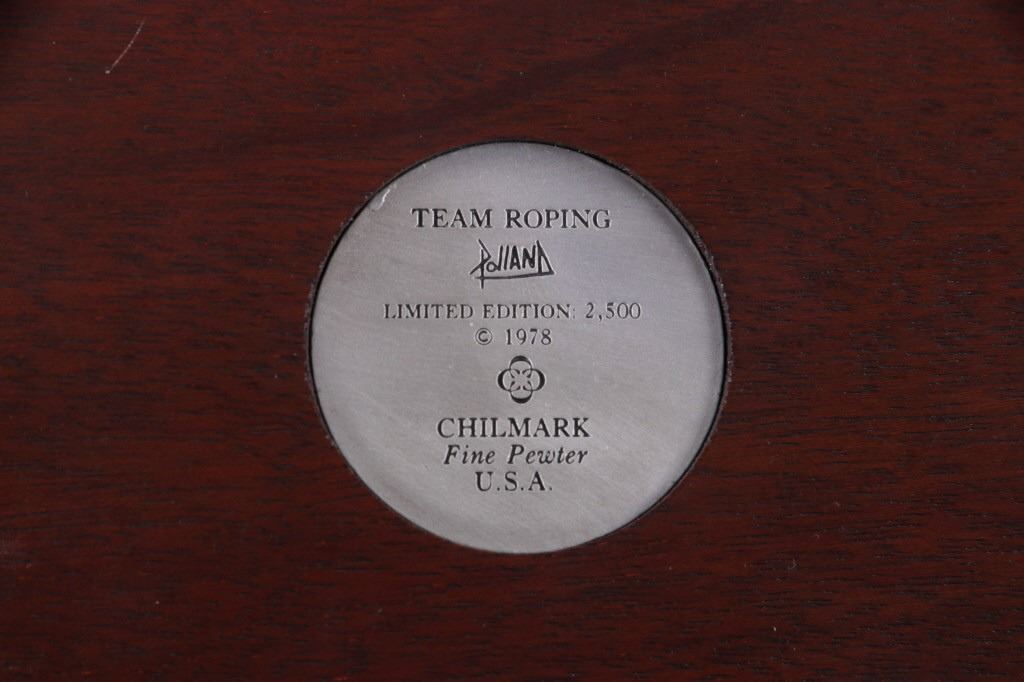 TEAM ROPING
Polland
LIMITED EDITION: 2,500
© 1978
CHILMARK
Fine Pewter
U.S.A.